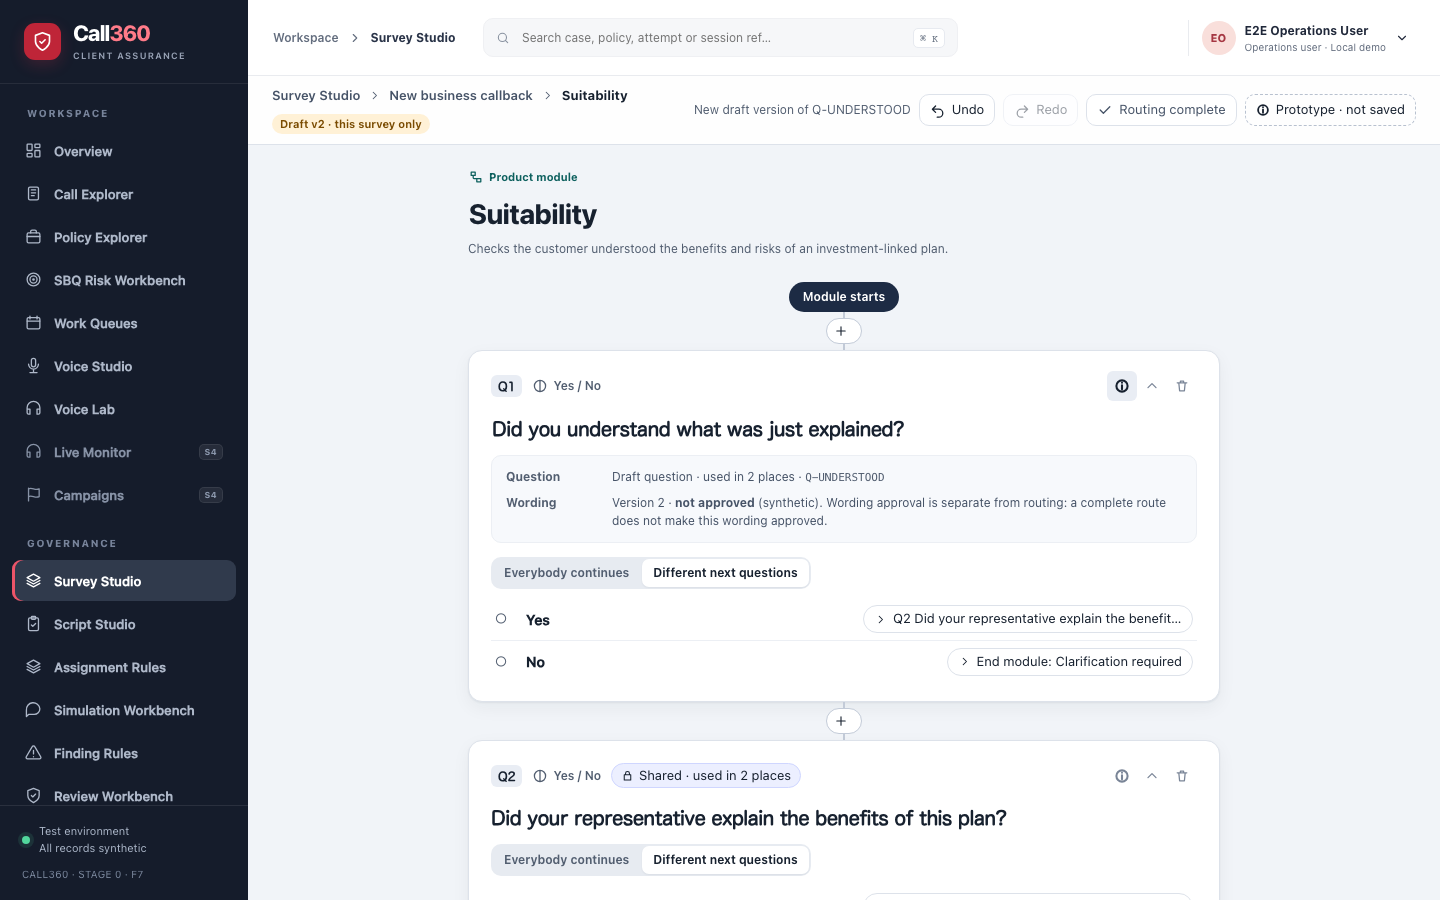 Call360
CLIENT ASSURANCE
WORKSPACE
Overview
Call Explorer
Policy Explorer
SBQ Risk Workbench
Work Queues
Voice Studio
Voice Lab
Live Monitor S4
Campaigns S4
GOVERNANCE
Survey Studio
Script Studio
Assignment Rules
Simulation Workbench
Finding Rules
Review Workbench
Test environment
All records synthetic
CALL360 · STAGE 0 · F7
Workspace > Survey Studio
Search case, policy, attempt or session ref...
⌘ K
EO
E2E Operations User
Operations user · Local demo
Survey Studio > New business callback > Suitability
Draft v2 · this survey only
New draft version of Q-UNDERSTOOD
Undo
Redo
Routing complete
Prototype · not saved
Product module
Suitability
Checks the customer understood the benefits and risks of an investment-linked plan.
Module starts
+
Q1 Yes / No
Did you understand what was just explained?
Question Draft question · used in 2 places · Q-UNDERSTOOD
Wording Version 2 · not approved (synthetic). Wording approval is separate from routing: a complete route
does not make this wording approved.
Everybody continues Different next questions
Yes > Q2 Did your representative explain the benefit...
No > End module: Clarification required
+
Q2 Yes / No Shared · used in 2 places
Did your representative explain the benefits of this plan?
Everybody continues Different next questions